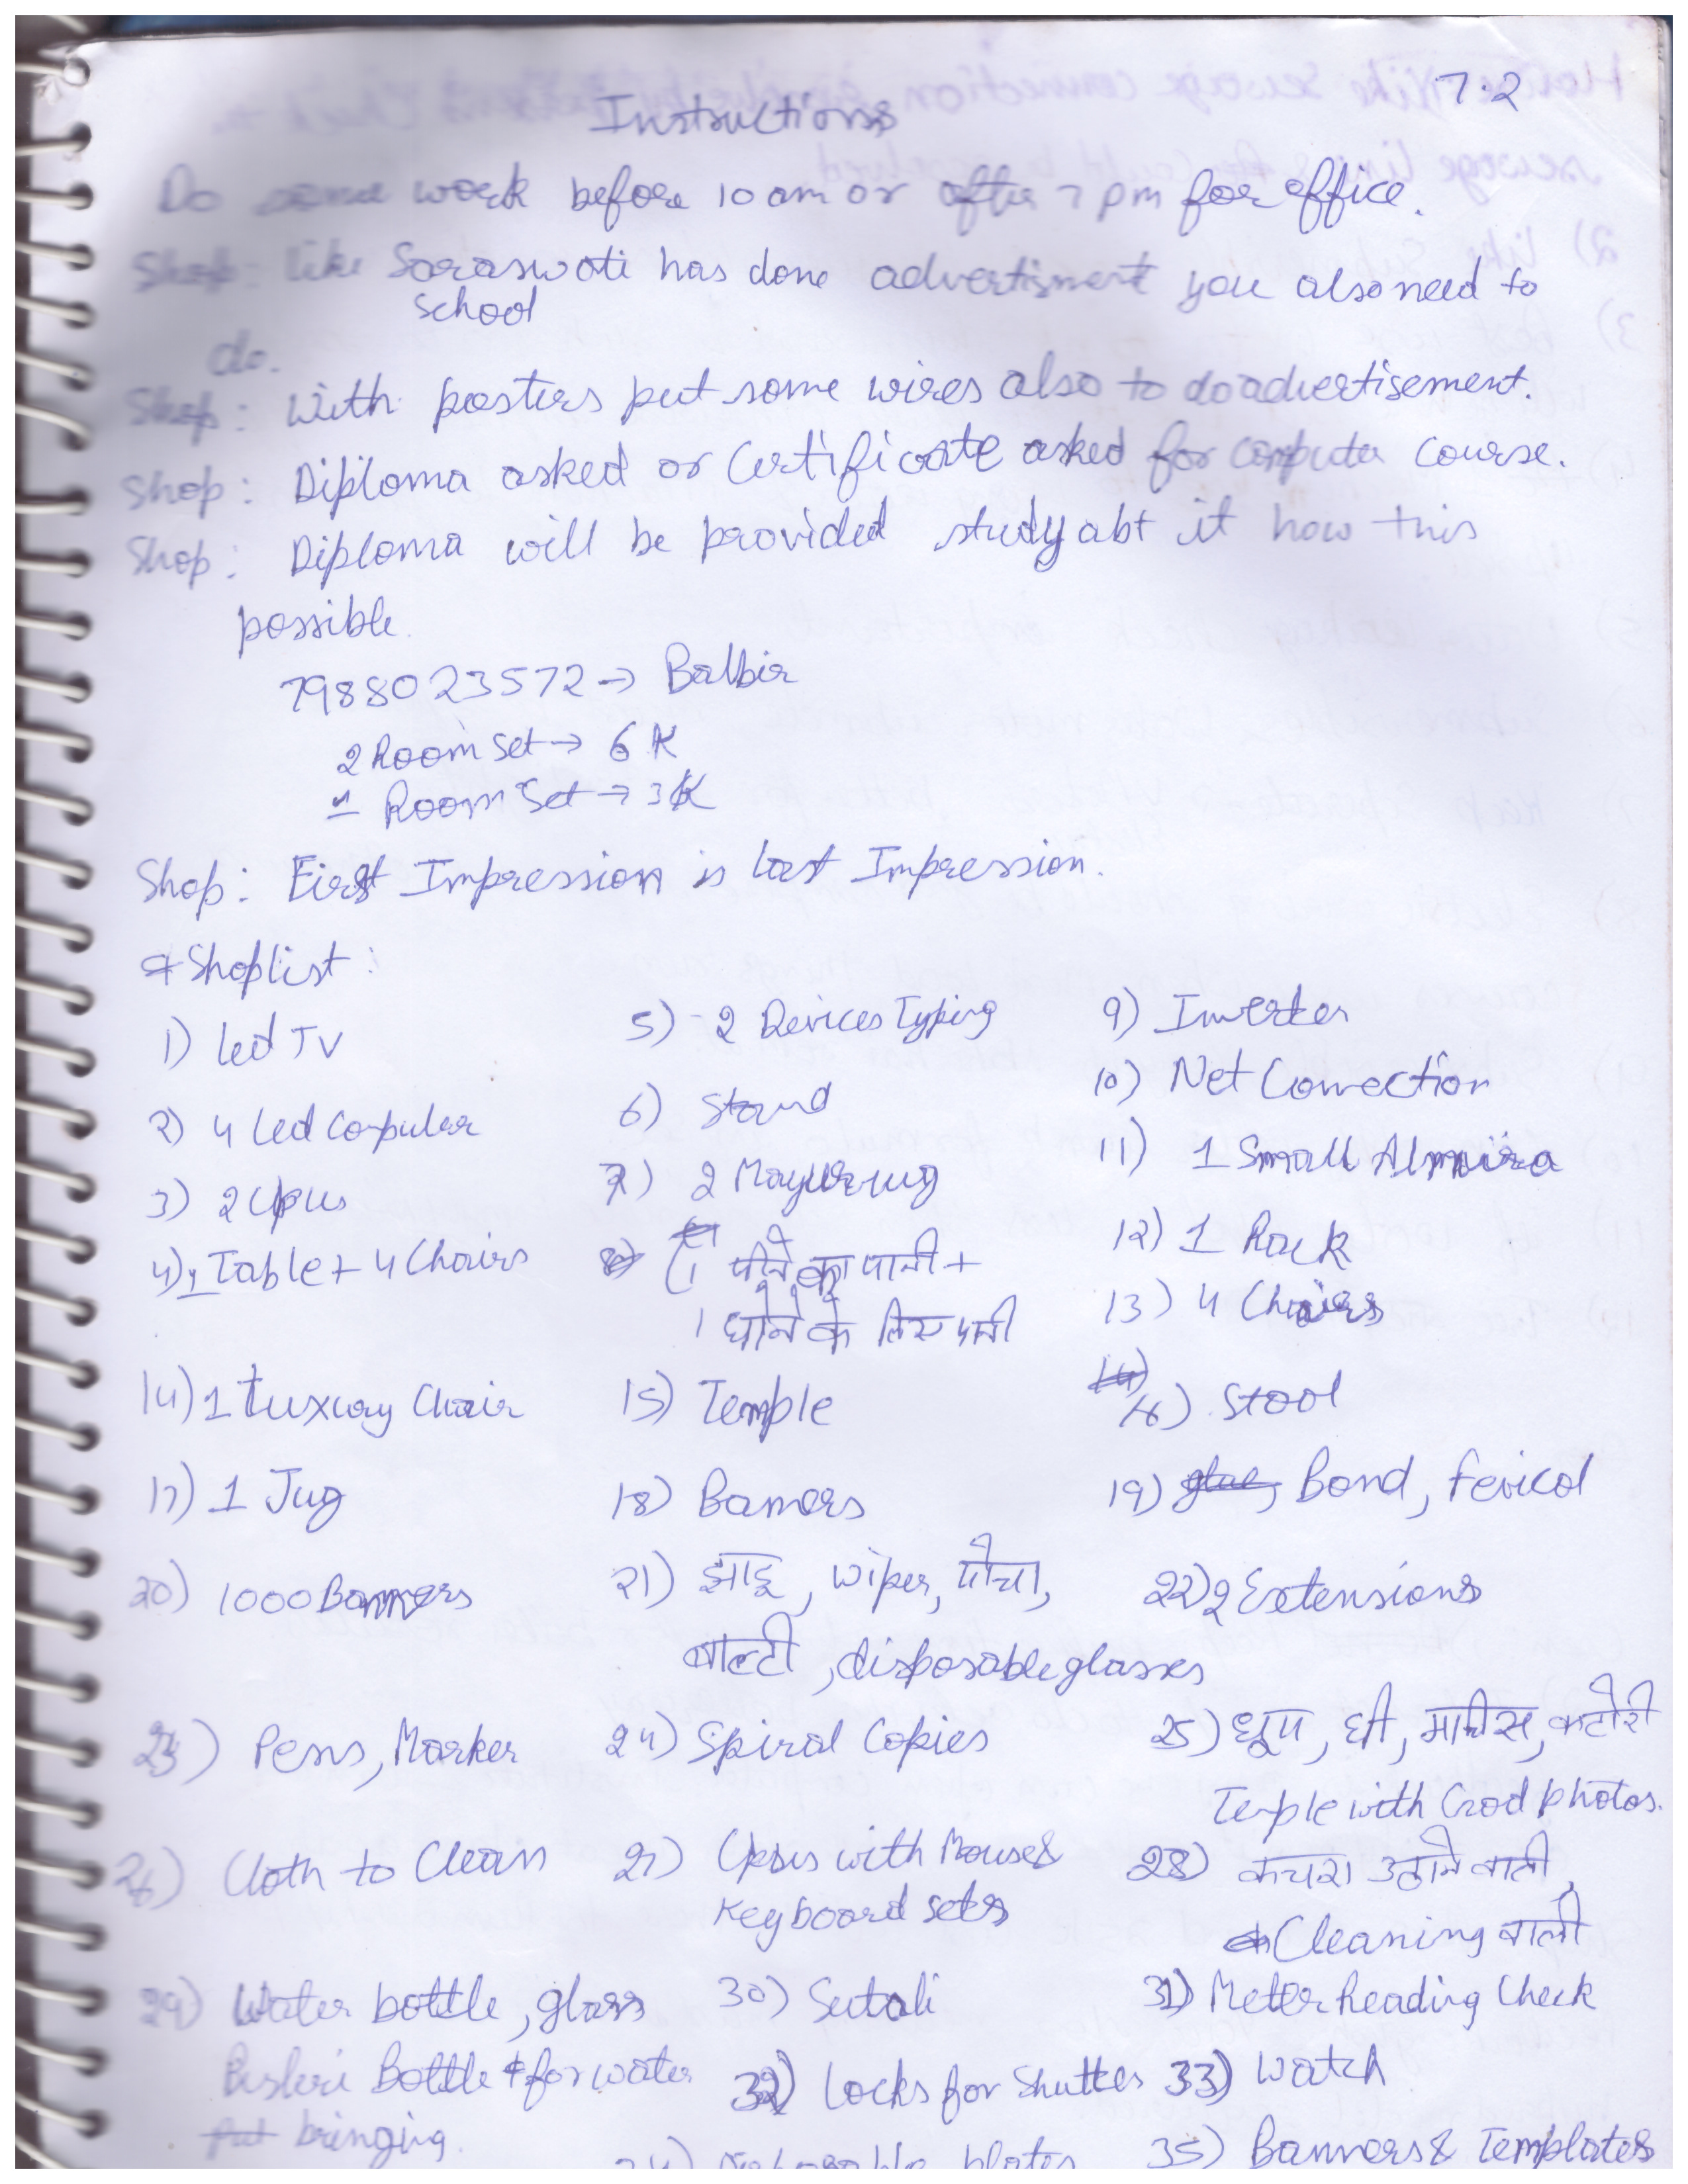 7.2
Instructions
Do some work before 10 am or after 7 pm for office.
Shop: like Saraswati has done advertisment you also need to
School
do.
Shop: With posters put some wires also to do advertisement.
Shop: Diploma asked or Certificate asked for computer course.
Shop: Diploma will be provided study abt it how this
possible.
7988023572 → Balbir
2 Room Set → 6 K
1 Room Set → 3K
Shop: First Impression is last Impression.
Shoplist:
1) Led TV 5) 2 Devices Typing 9) Inverter
2) 4 Led Coputer 6) Stand 10) Net Connection
3) 2 Cpus 7) 2 Mayur Jug 11) 1 Small Almira
4) 1 Table + 4 Chairs 8) (1 पीने का पानी + 12) 1 Rack
1 धोने के लिए पानी 13) 4 Chairs
14) 1 Luxury Chair 15) Temple 16) Stool
17) 1 Jug 18) Banners 19) Bond, Fevicol
20) 1000 Banners 21) झाडू, wiper, पौचा, 22) 2 Extensions
बाल्टी, disposable glasses
23) Pens, Marker 24) Spiral Copies 25) धूप, घी, माचीस, कटोरी
Temple with God photos.
26) Cloth to Clean 27) Cpus with Mouse & 28) कचरा उठाने वाली,
Keyboard sets Cleaning वाली
29) Water bottle, glass 30) Sutali 31) Meter Reading Check
Bisleri Bottle for water 32) Locks for Shutter 33) Watch
bringing. 34) plates 35) Banners & Templates